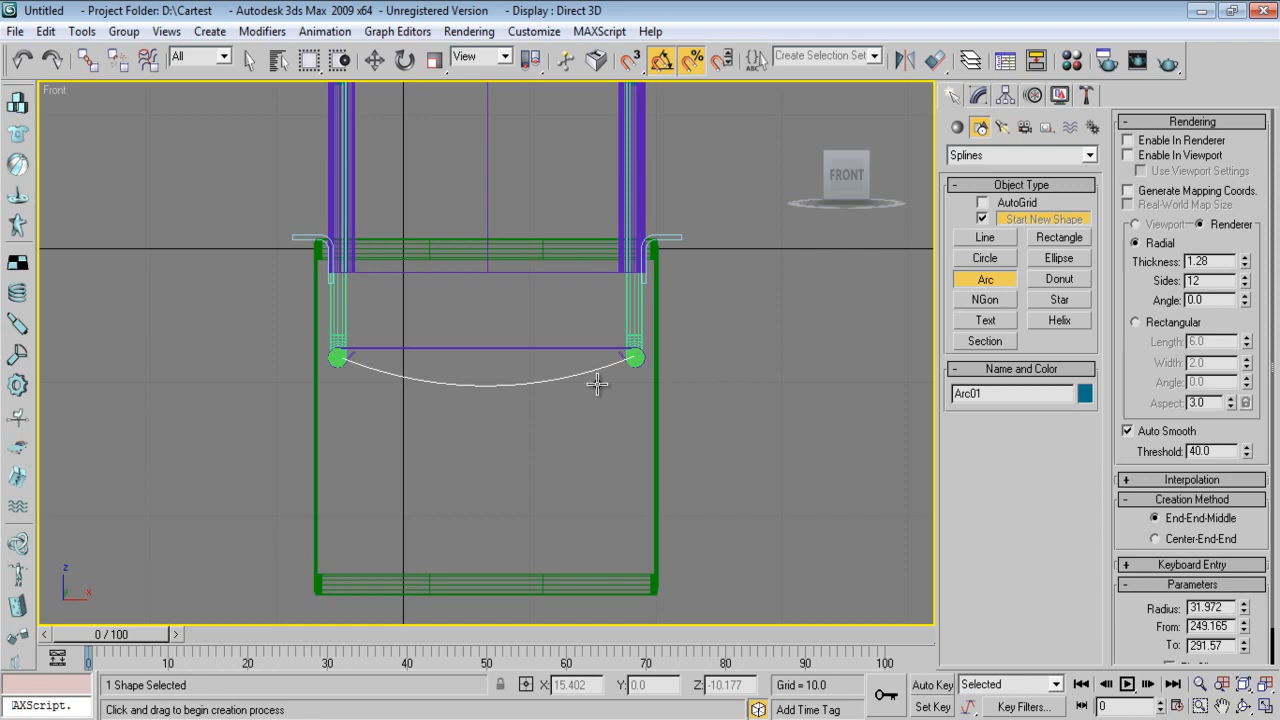 Untitled - Project Folder: D:\Cartest - Autodesk 3ds Max 2009 x64 - Unregistered Version - Display : Direct 3D
File Edit Tools Group Views Create Modifiers Animation Graph Editors Rendering Customize MAXScript Help
All View 3 % 3 ABC Create Selection Set
Front
FRONT
z
x
Splines
- Object Type
AutoGrid
Start New Shape
Line Rectangle
Circle Ellipse
Arc Donut
NGon Star
Text Helix
Section
- Name and Color
Arc01
- Rendering
Enable In Renderer
Enable In Viewport
Use Viewport Settings
Generate Mapping Coords.
Real-World Map Size
Viewport Renderer
Radial
Thickness: 1.28
Sides: 12
Angle: 0.0
Rectangular
Length: 6.0
Width: 2.0
Angle: 0.0
Aspect: 3.0
Auto Smooth
Threshold: 40.0
+ Interpolation
- Creation Method
End-End-Middle
Center-End-End
+ Keyboard Entry
- Parameters
Radius: 31.972
From: 249.165
To: 291.57
< 0 / 100 >
0 10 20 30 40 50 60 70 80 90 100
1 Shape Selected X: 15.402 Y: 0.0 Z: -10.177 Grid = 10.0 Auto Key Selected
AXScript. Click and drag to begin creation process Add Time Tag Set Key Key Filters... 0